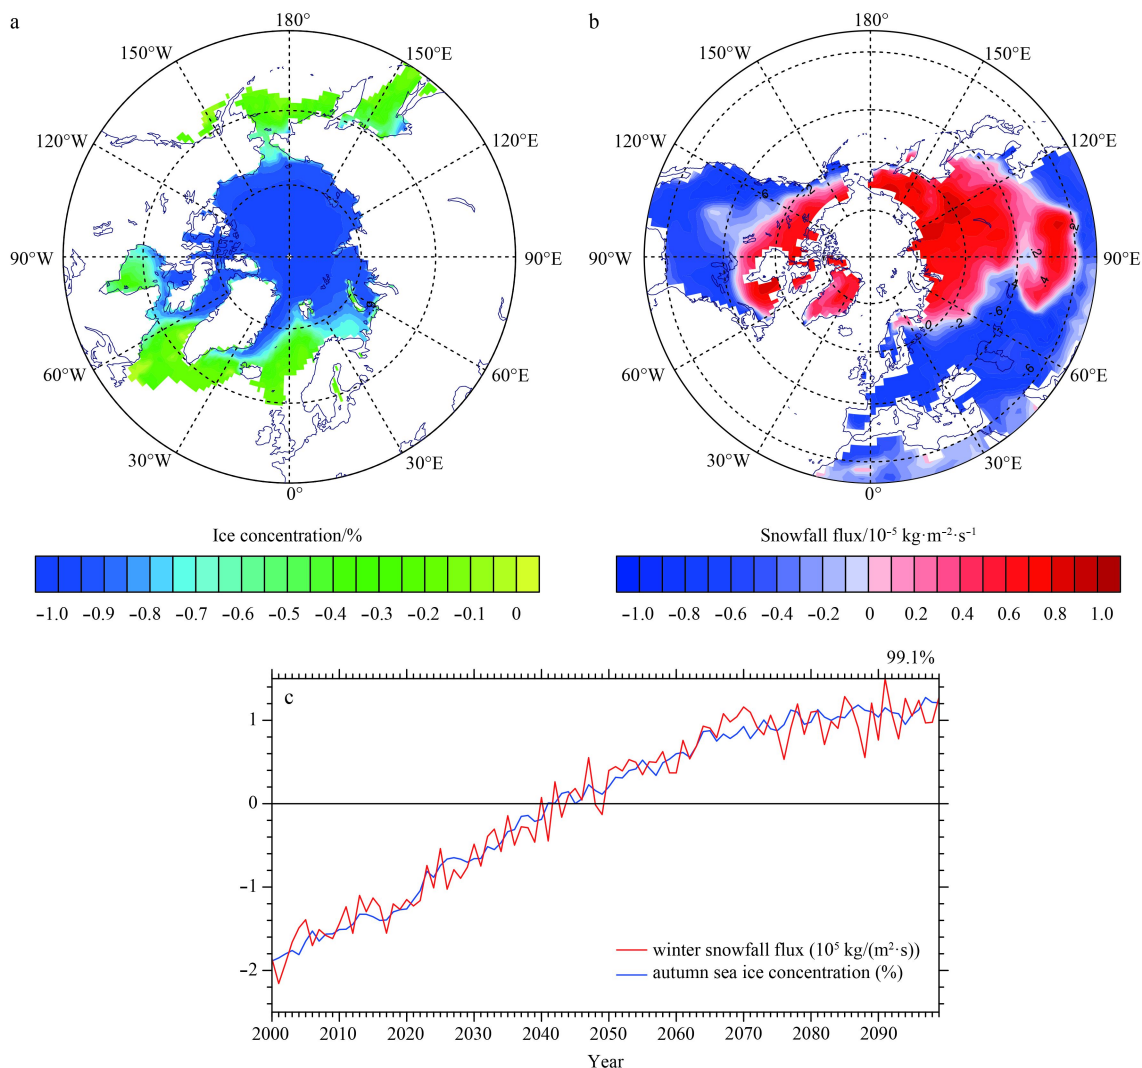 a
180°
150°W
150°E
120°W
120°E
90°W
90°E
60°W
60°E
30°W
30°E
0°
b
180°
150°W
150°E
120°W
120°E
90°W
90°E
60°W
60°E
30°W
30°E
0°
Ice concentration/%
−1.0 −0.9 −0.8 −0.7 −0.6 −0.5 −0.4 −0.3 −0.2 −0.1 0
Snowfall flux/10⁻⁵ kg·m⁻²·s⁻¹
−1.0 −0.8 −0.6 −0.4 −0.2 0 0.2 0.4 0.6 0.8 1.0
99.1%
c
1
0
−1
−2
winter snowfall flux (10⁵ kg/(m²·s))
autumn sea ice concentration (%)
2000 2010 2020 2030 2040 2050 2060 2070 2080 2090
Year